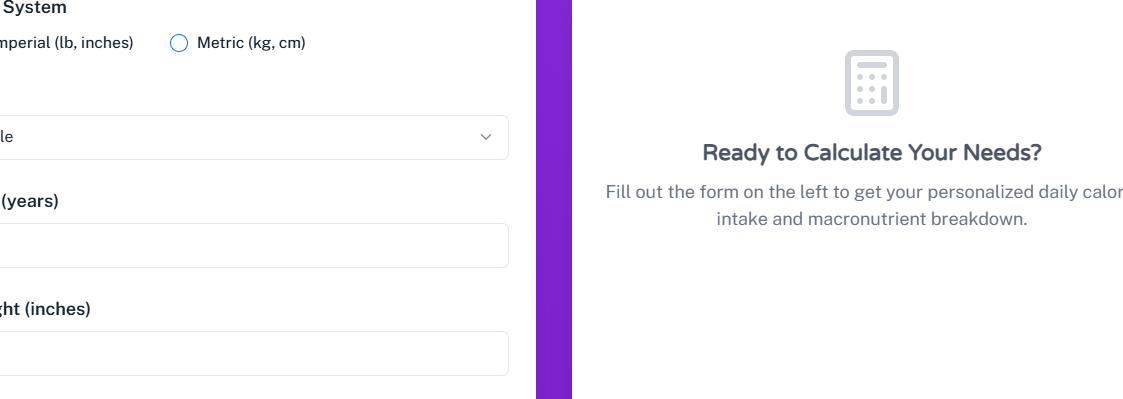 System
mperial (lb, inches)
Metric (kg, cm)
le
(years)
ght (inches)
Ready to Calculate Your Needs?
Fill out the form on the left to get your personalized daily calor
intake and macronutrient breakdown.